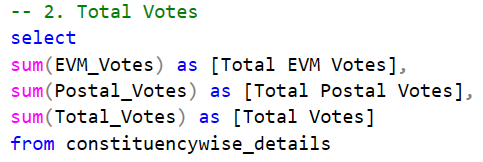 -- 2. Total Votes
select
sum(EVM_Votes) as [Total EVM Votes],
sum(Postal_Votes) as [Total Postal Votes],
sum(Total_Votes) as [Total Votes]
from constituencywise_details